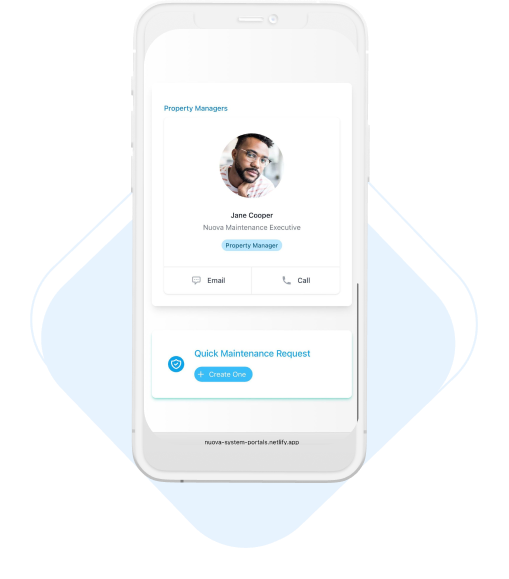 Property Managers
Jane Cooper
Nuova Maintenance Executive
Property Manager
Email
Call
Quick Maintenance Request
+ Create One
nuova-system-portals.netlify.app